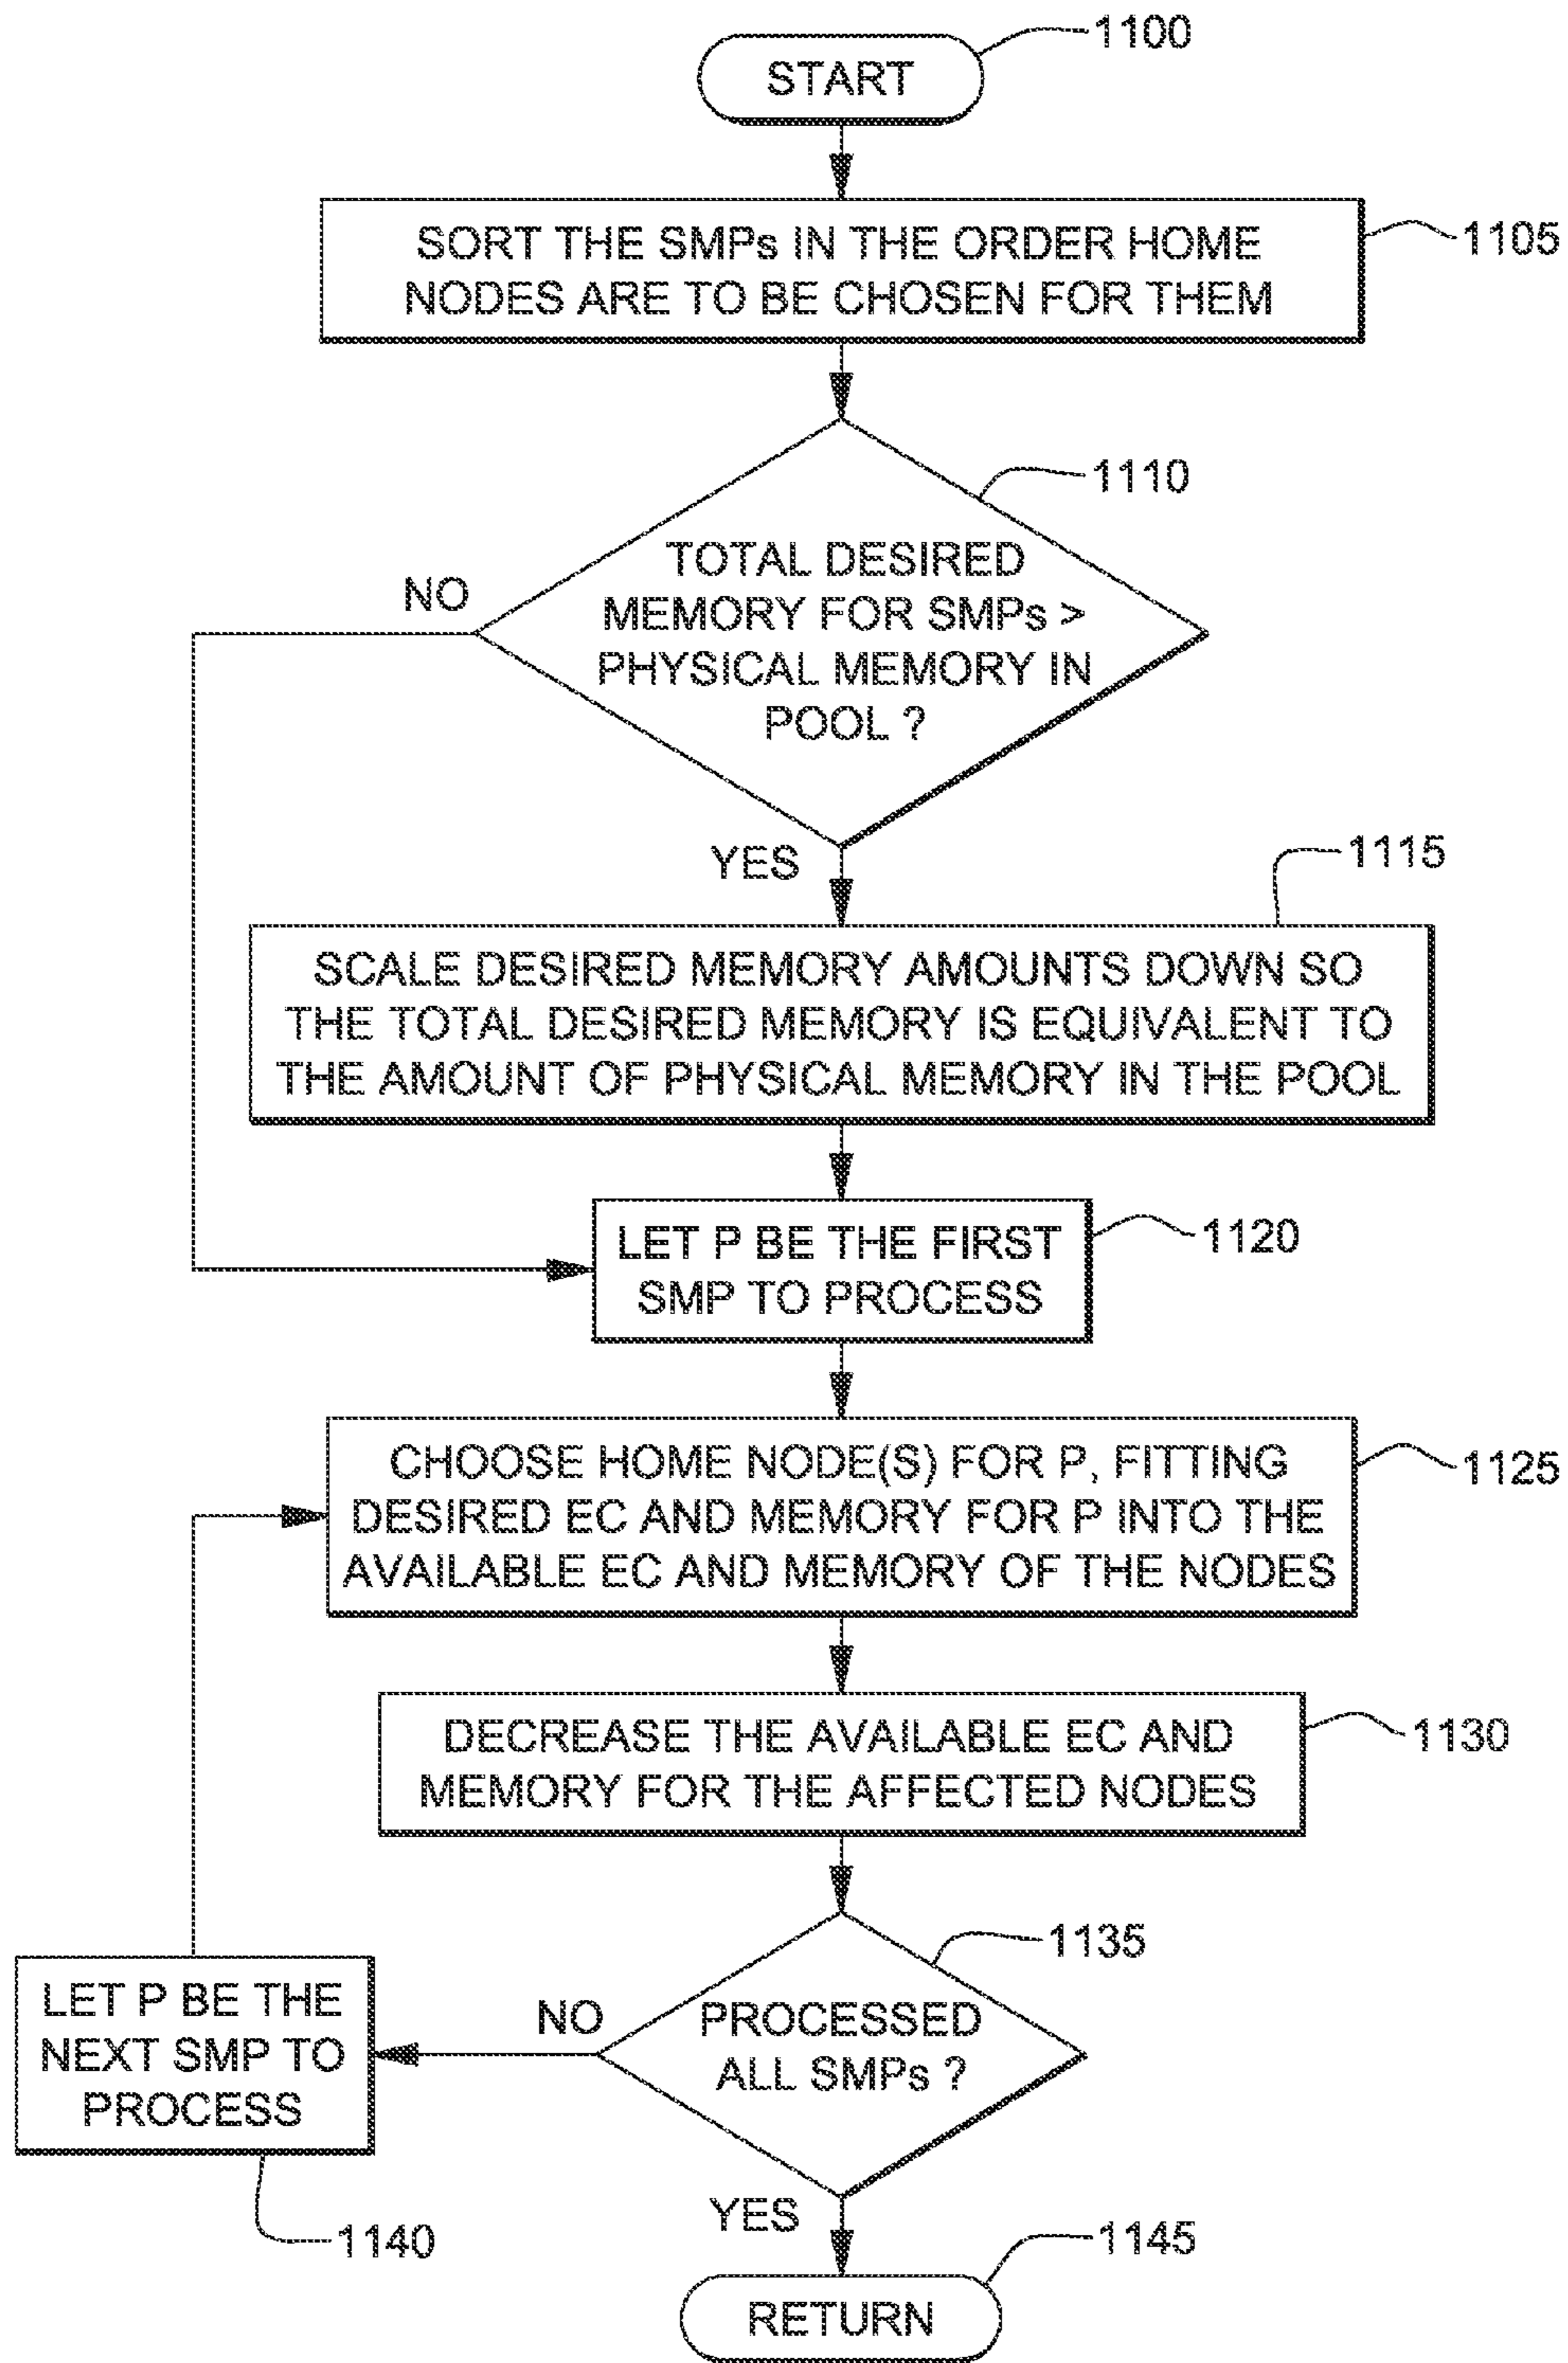 1100
START
SORT THE SMPs IN THE ORDER HOME
NODES ARE TO BE CHOSEN FOR THEM
1105
1110
TOTAL DESIRED
MEMORY FOR SMPs >
PHYSICAL MEMORY IN
POOL ?
NO
YES
1115
SCALE DESIRED MEMORY AMOUNTS DOWN SO
THE TOTAL DESIRED MEMORY IS EQUIVALENT TO
THE AMOUNT OF PHYSICAL MEMORY IN THE POOL
LET P BE THE FIRST
SMP TO PROCESS
1120
CHOOSE HOME NODE(S) FOR P, FITTING
DESIRED EC AND MEMORY FOR P INTO THE
AVAILABLE EC AND MEMORY OF THE NODES
1125
DECREASE THE AVAILABLE EC AND
MEMORY FOR THE AFFECTED NODES
1130
1135
PROCESSED
ALL SMPs ?
NO
LET P BE THE
NEXT SMP TO
PROCESS
1140
YES
1145
RETURN